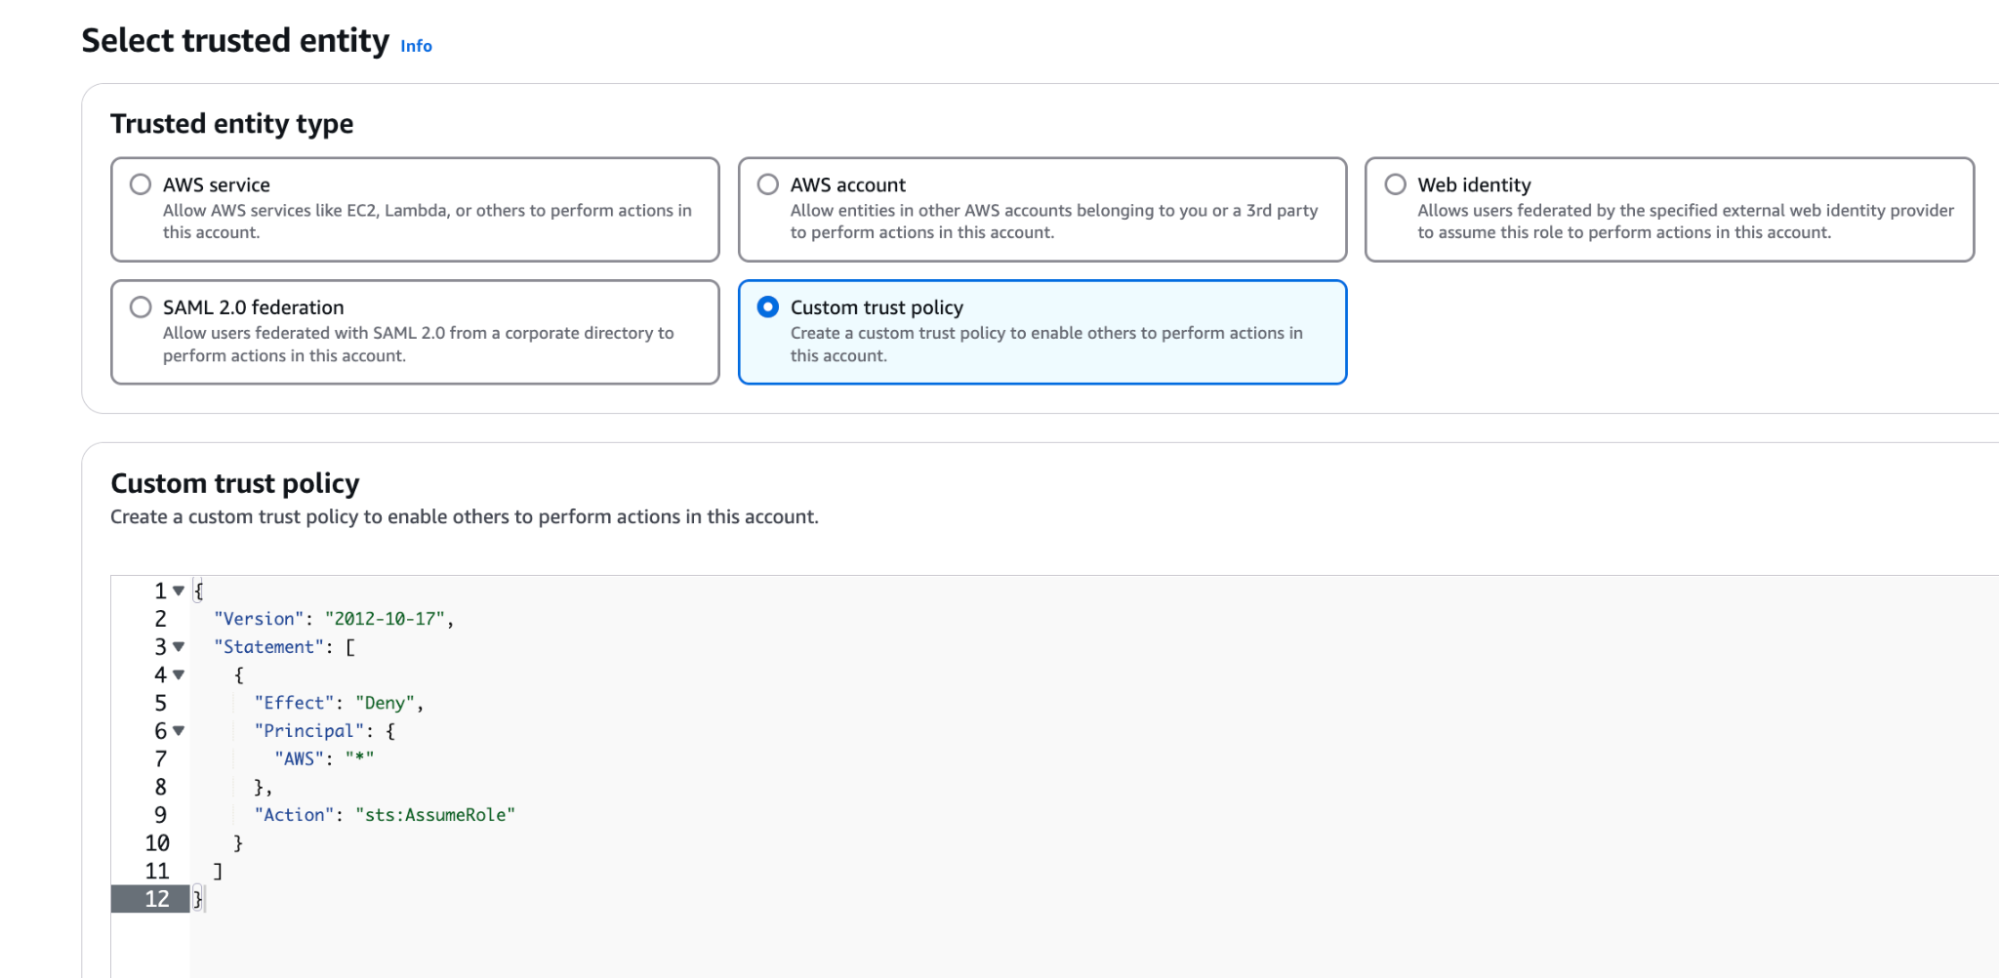 Select trusted entity Info
Trusted entity type
AWS service
Allow AWS services like EC2, Lambda, or others to perform actions in
this account.
AWS account
Allow entities in other AWS accounts belonging to you or a 3rd party
to perform actions in this account.
Web identity
Allows users federated by the specified external web identity provider
to assume this role to perform actions in this account.
SAML 2.0 federation
Allow users federated with SAML 2.0 from a corporate directory to
perform actions in this account.
Custom trust policy
Create a custom trust policy to enable others to perform actions in
this account.
Custom trust policy
Create a custom trust policy to enable others to perform actions in this account.
1 {
2 "Version": "2012-10-17",
3 "Statement": [
4 {
5 "Effect": "Deny",
6 "Principal": {
7 "AWS": "*"
8 },
9 "Action": "sts:AssumeRole"
10 }
11 ]
12 }